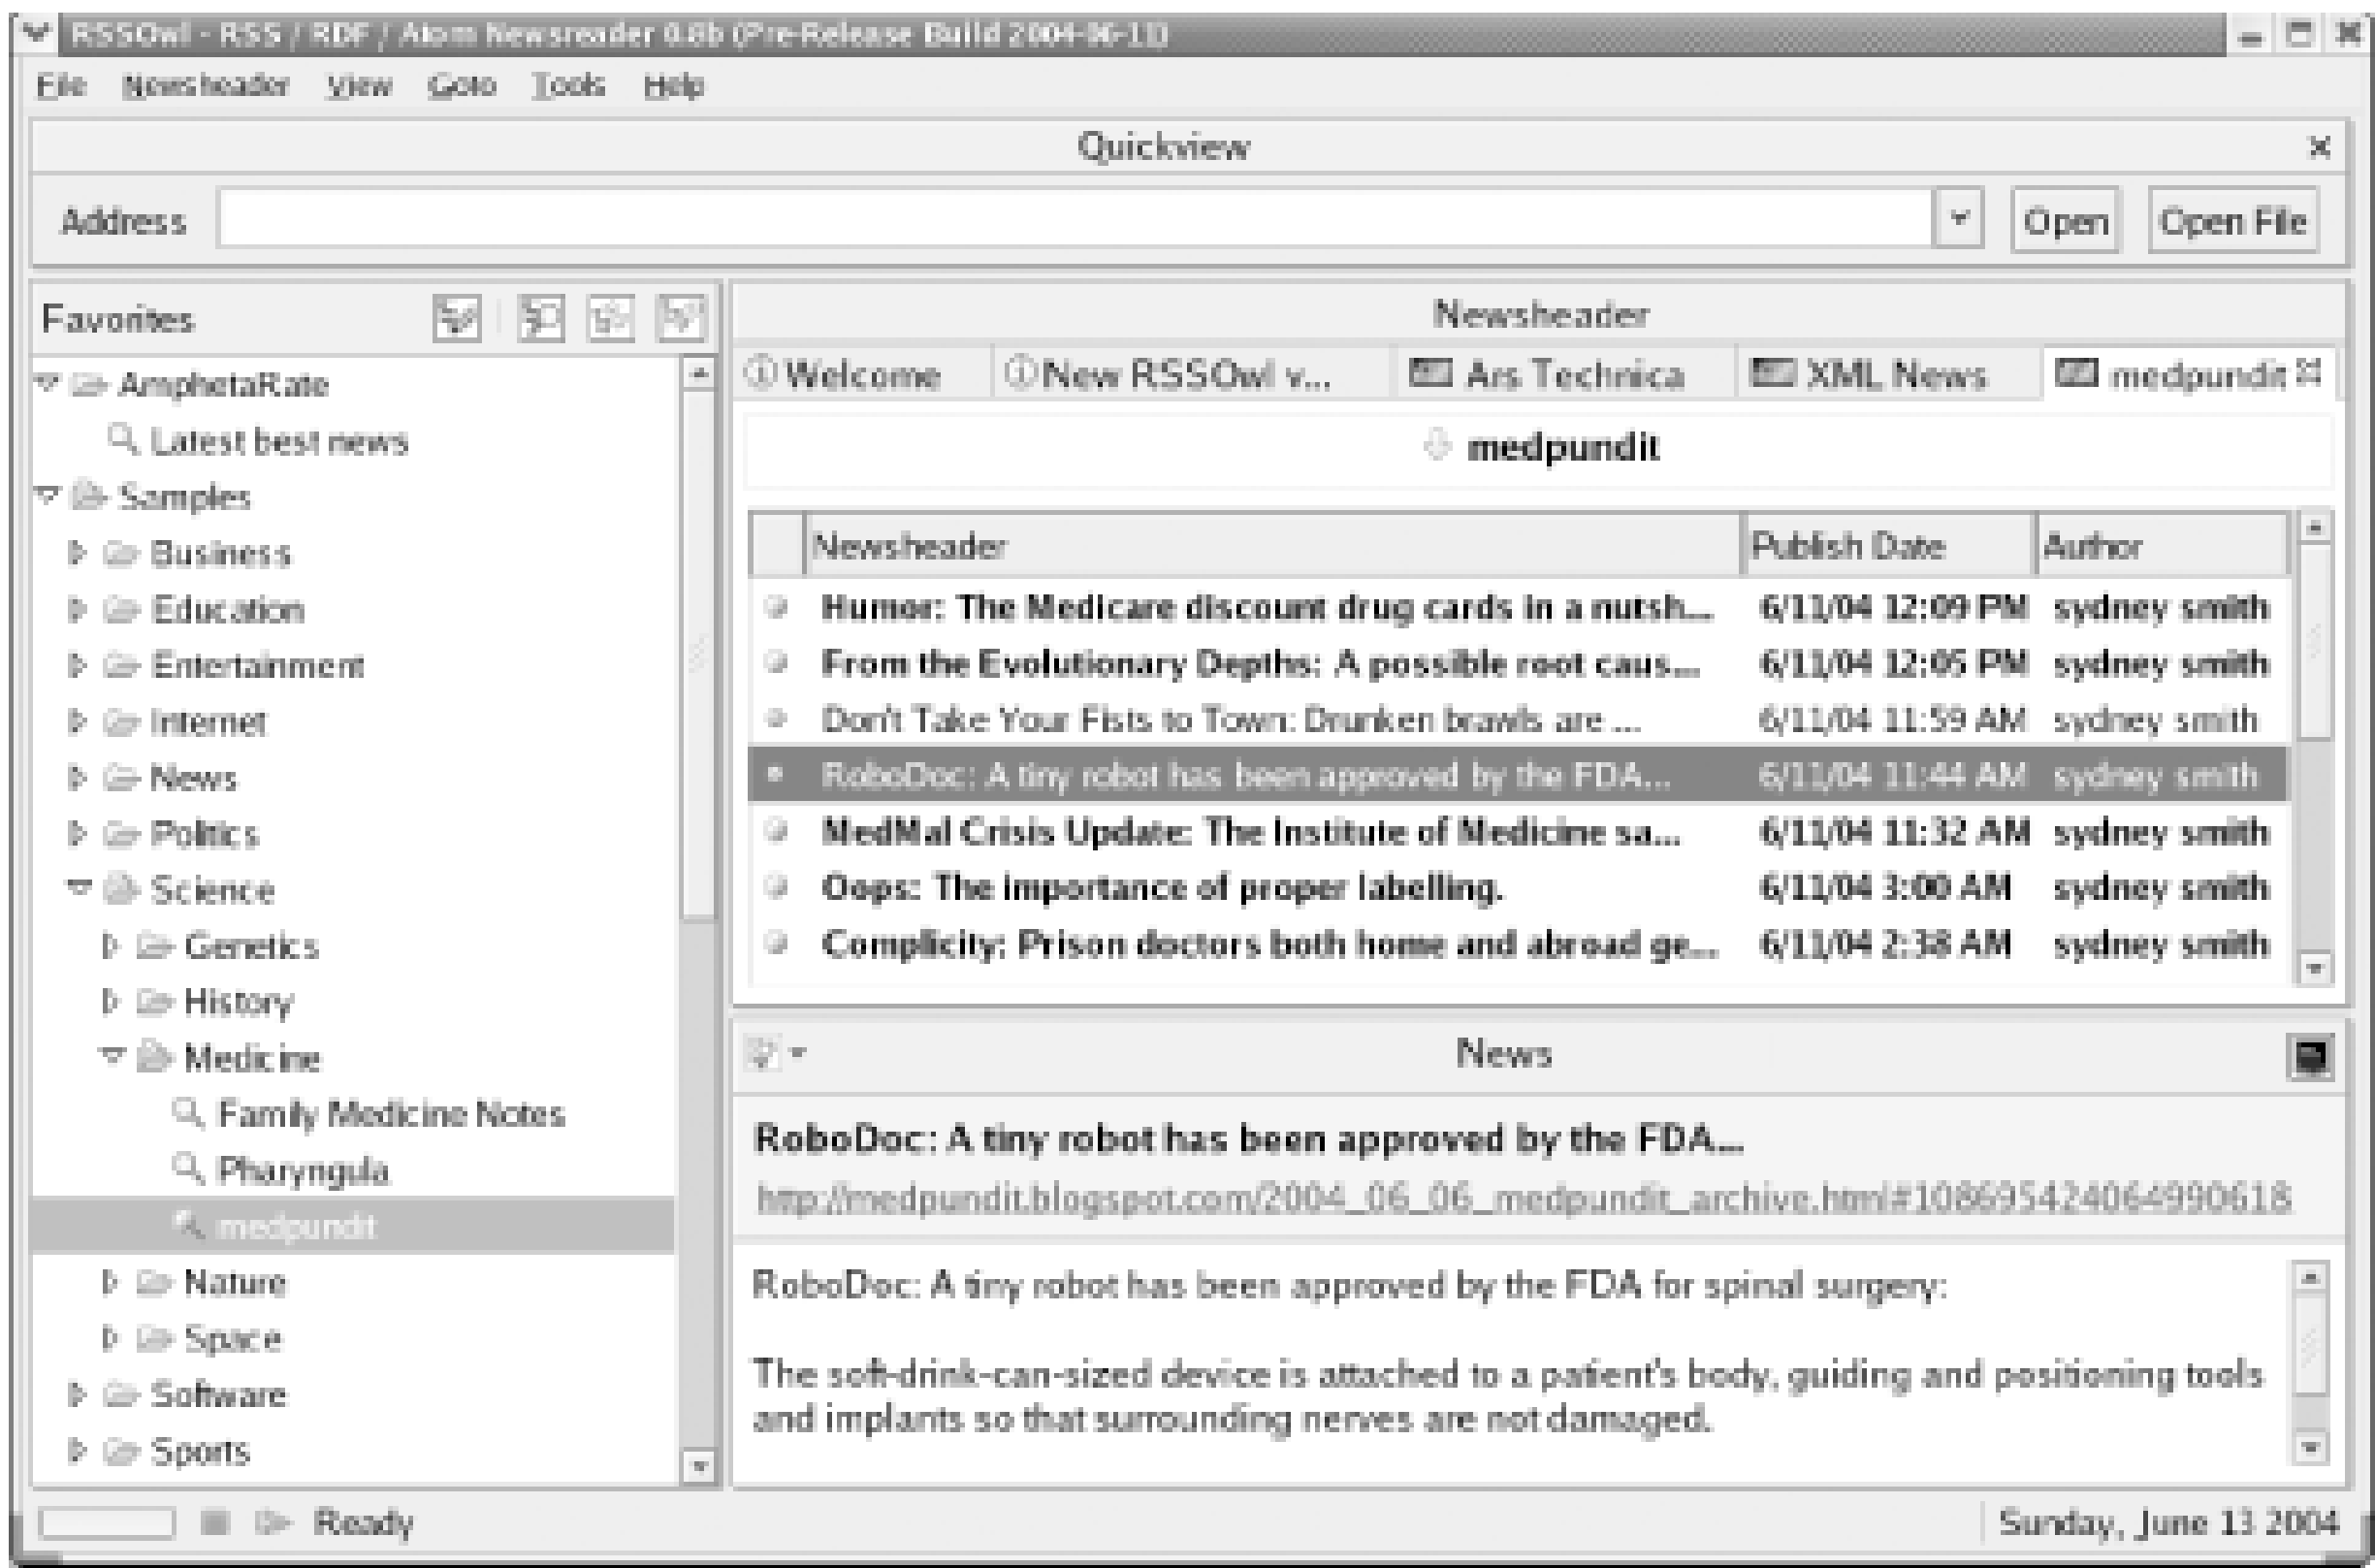 RSSOwl - RSS / RDF / Atom Newsreader 0.8b (Pre-Release Build 2004-06-11)
File Newsheader View Goto Tools Help
Quickview
Address Open Open File
Favorites
AmphetaRate
Latest best news
Samples
Business
Education
Entertainment
Internet
News
Politics
Science
Genetics
History
Medicine
Family Medicine Notes
Pharyngula
medpundit
Nature
Space
Software
Sports
Newsheader
Welcome New RSSOwl v... Ars Technica XML News medpundit
medpundit
Newsheader Publish Date Author
Humor: The Medicare discount drug cards in a nutsh... 6/11/04 12:09 PM sydney smith
From the Evolutionary Depths: A possible root caus... 6/11/04 12:05 PM sydney smith
Don't Take Your Fists to Town: Drunken brawls are ... 6/11/04 11:59 AM sydney smith
RoboDoc: A tiny robot has been approved by the FDA... 6/11/04 11:44 AM sydney smith
MedMal Crisis Update: The Institute of Medicine sa... 6/11/04 11:32 AM sydney smith
Oops: The importance of proper labelling. 6/11/04 3:00 AM sydney smith
Complicity: Prison doctors both home and abroad ge... 6/11/04 2:38 AM sydney smith
News
RoboDoc: A tiny robot has been approved by the FDA...
http://medpundit.blogspot.com/2004_06_06_medpundit_archive.html#108695424064990618
RoboDoc: A tiny robot has been approved by the FDA for spinal surgery:
The soft-drink-can-sized device is attached to a patient's body, guiding and positioning tools
and implants so that surrounding nerves are not damaged.
Ready Sunday, June 13 2004